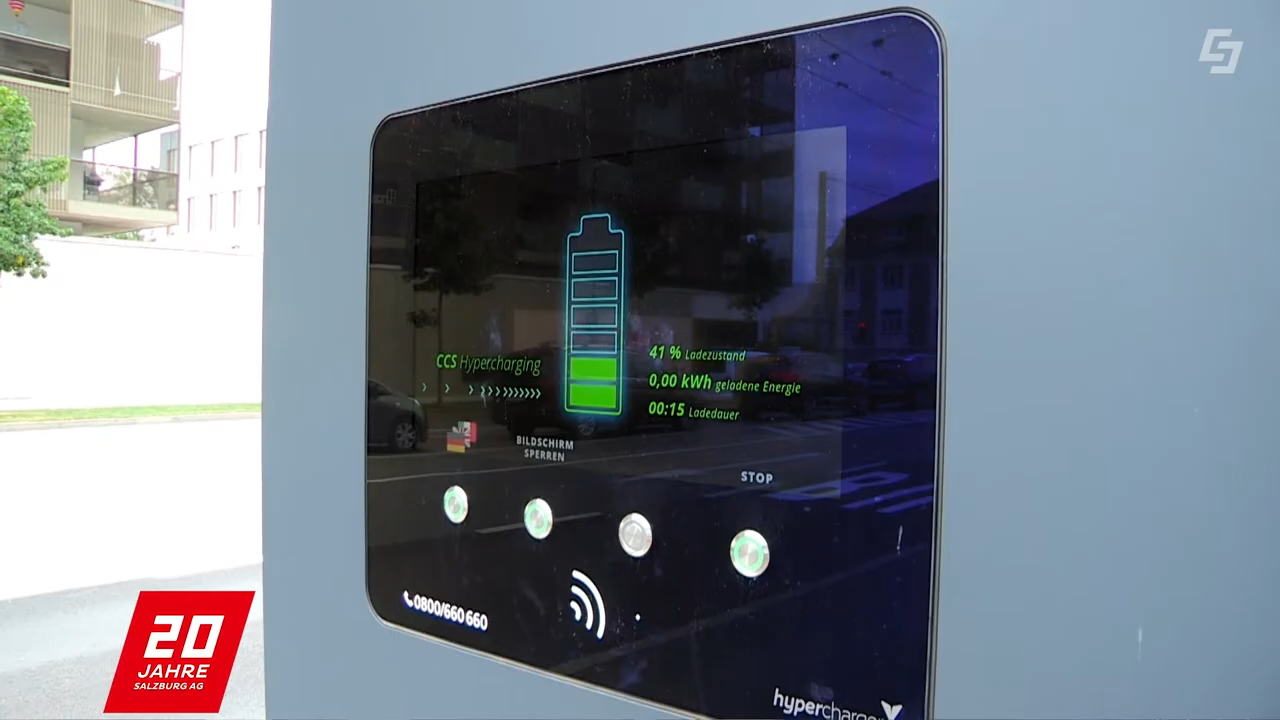 CCS Hypercharging
41 % Ladezustand
0,00 kWh geladene Energie
00:15 Ladedauer
BILDSCHIRM
SPERREN
STOP
0800/660 660
hypercharger
20
JAHRE
SALZBURG AG